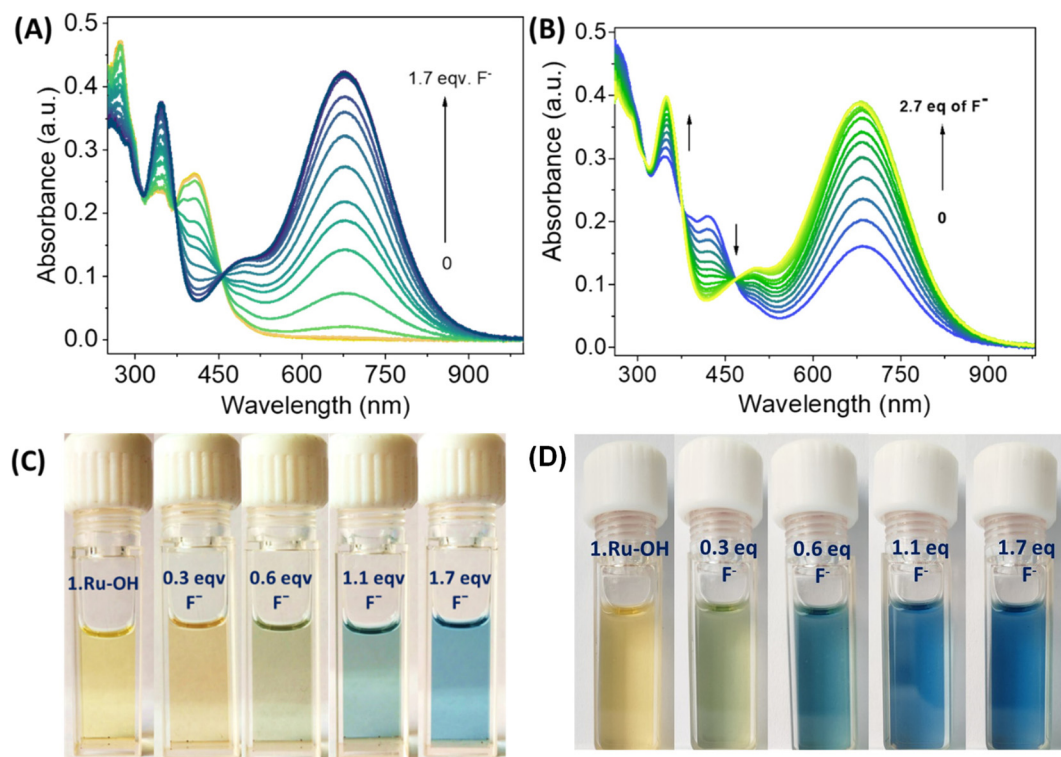 (A)
0.5
0.4
0.3
0.2
0.1
0.0
Absorbance (a.u.)
300
450
600
750
900
Wavelength (nm)
1.7 eqv. F⁻
0
(B)
0.5
0.4
0.3
0.2
0.1
0.0
Absorbance (a.u.)
300
450
600
750
900
Wavelength (nm)
2.7 eq of F⁻
0
(C)
1.Ru-OH
0.3 eqv
F⁻
0.6 eqv
F⁻
1.1 eqv
F⁻
1.7 eqv
F⁻
(D)
1.Ru-OH
0.3 eq
F⁻
0.6 eq
F⁻
1.1 eq
F⁻
1.7 eq
F⁻